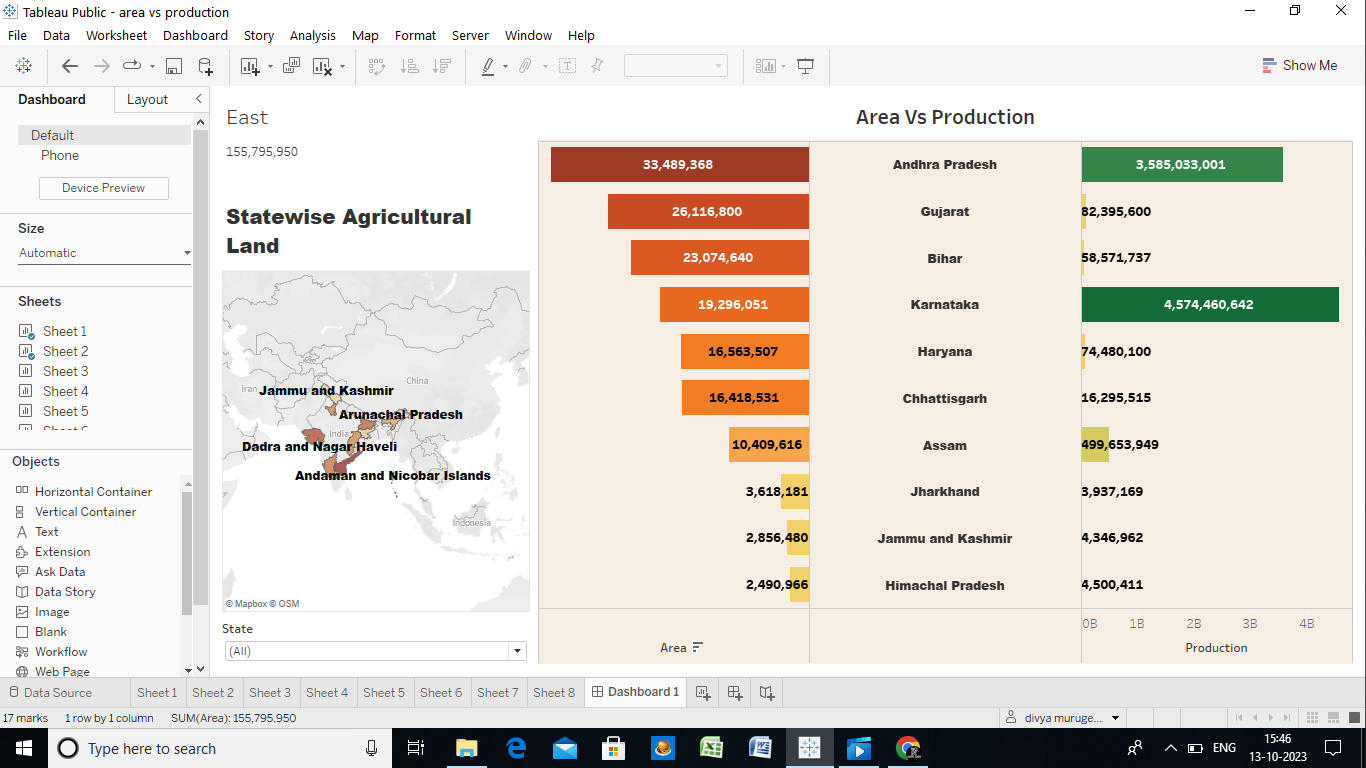 Tableau Public - area vs production
File Data Worksheet Dashboard Story Analysis Map Format Server Window Help
Show Me
Dashboard Layout
Default
Phone
Device Preview
Size
Automatic
Sheets
Sheet 1
Sheet 2
Sheet 3
Sheet 4
Sheet 5
Objects
Horizontal Container
Vertical Container
Text
Extension
Ask Data
Data Story
Image
Blank
Workflow
Web Page
East
155,795,950
Statewise Agricultural
Land
China
Iran
Jammu and Kashmir
Arunachal Pradesh
India
Dadra and Nagar Haveli
Andaman and Nicobar Islands
Indonesia
© Mapbox © OSM
State
(All)
Area Vs Production
33,489,368 Andhra Pradesh 3,585,033,001
26,116,800 Gujarat 82,395,600
23,074,640 Bihar 58,571,737
19,296,051 Karnataka 4,574,460,642
16,563,507 Haryana 74,480,100
16,418,531 Chhattisgarh 16,295,515
10,409,616 Assam 499,653,949
3,618,181 Jharkhand 3,937,169
2,856,480 Jammu and Kashmir 4,346,962
2,490,966 Himachal Pradesh 4,500,411
0B 1B 2B 3B 4B
Area Production
Data Source Sheet 1 Sheet 2 Sheet 3 Sheet 4 Sheet 5 Sheet 6 Sheet 7 Sheet 8 Dashboard 1
17 marks 1 row by 1 column SUM(Area): 155,795,950 divya muruge...
Type here to search
ENG
15:46
13-10-2023